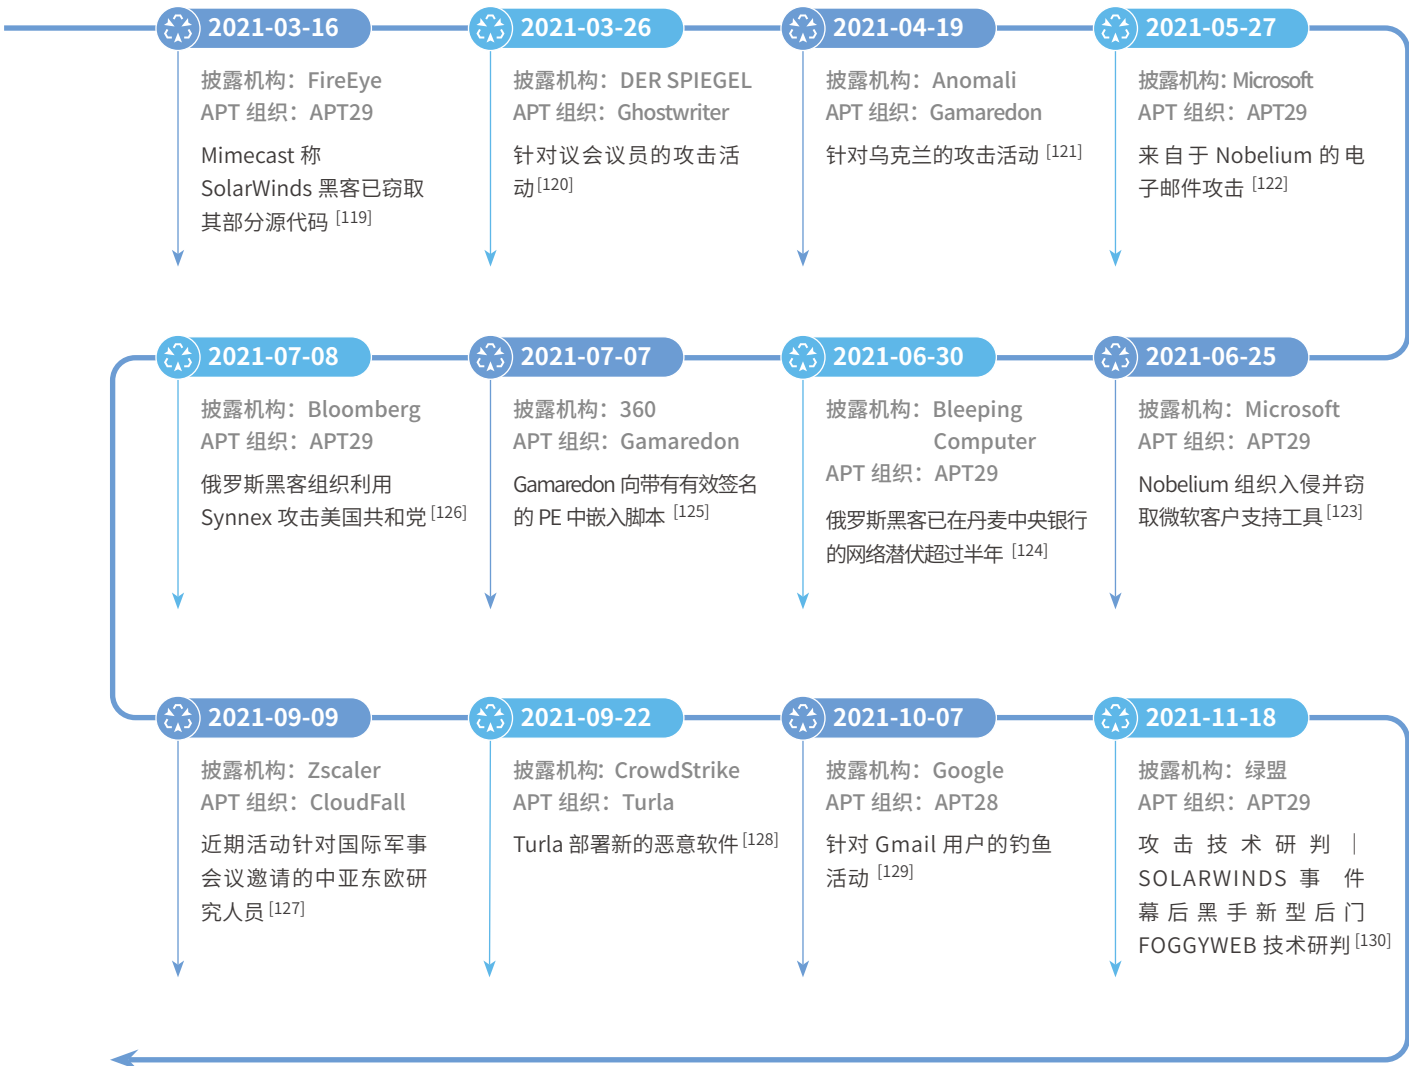 2021-03-16
披露机构：FireEye
APT 组织：APT29
Mimecast 称
SolarWinds 黑客已窃取
其部分源代码 [119]
2021-03-26
披露机构：DER SPIEGEL
APT 组织：Ghostwriter
针对议会议员的攻击活
动[120]
2021-04-19
披露机构：Anomali
APT 组织：Gamaredon
针对乌克兰的攻击活动 [121]
2021-05-27
披露机构：Microsoft
APT 组织：APT29
来自于 Nobelium 的电
子邮件攻击 [122]
2021-06-25
披露机构：Microsoft
APT 组织：APT29
Nobelium 组织入侵并窃
取微软客户支持工具 [123]
2021-06-30
披露机构：Bleeping
Computer
APT 组织：APT29
俄罗斯黑客已在丹麦中央银行
的网络潜伏超过半年 [124]
2021-07-07
披露机构：360
APT 组织：Gamaredon
Gamaredon 向带有有效签名
的 PE 中嵌入脚本 [125]
2021-07-08
披露机构：Bloomberg
APT 组织：APT29
俄罗斯黑客组织利用
Synnex 攻击美国共和党 [126]
2021-09-09
披露机构：Zscaler
APT 组织：CloudFall
近期活动针对国际军事
会议邀请的中亚东欧研
究人员 [127]
2021-09-22
披露机构：CrowdStrike
APT 组织：Turla
Turla 部署新的恶意软件 [128]
2021-10-07
披露机构：Google
APT 组织：APT28
针对 Gmail 用户的钓鱼
活动 [129]
2021-11-18
披露机构：绿盟
APT 组织：APT29
攻击技术研判｜
SOLARWINDS 事件
幕后黑手新型后门
FOGGYWEB 技术研判 [130]